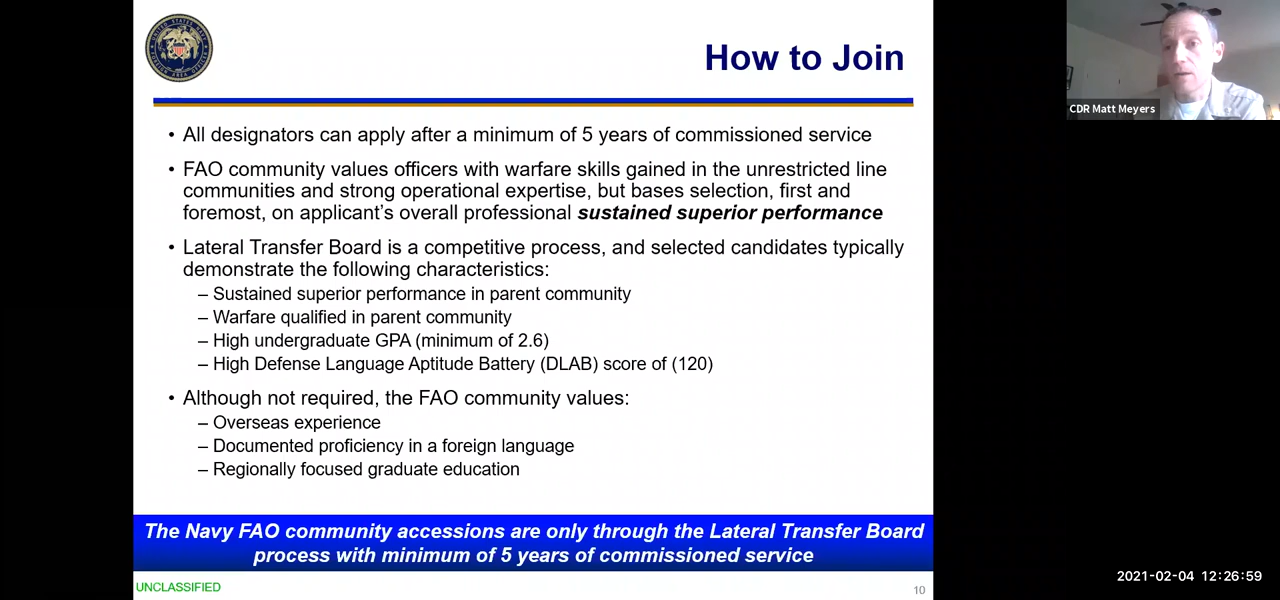 How to Join
• All designators can apply after a minimum of 5 years of commissioned service
• FAO community values officers with warfare skills gained in the unrestricted line
communities and strong operational expertise, but bases selection, first and
foremost, on applicant's overall professional sustained superior performance
• Lateral Transfer Board is a competitive process, and selected candidates typically
demonstrate the following characteristics:
– Sustained superior performance in parent community
– Warfare qualified in parent community
– High undergraduate GPA (minimum of 2.6)
– High Defense Language Aptitude Battery (DLAB) score of (120)
• Although not required, the FAO community values:
– Overseas experience
– Documented proficiency in a foreign language
– Regionally focused graduate education
The Navy FAO community accessions are only through the Lateral Transfer Board
process with minimum of 5 years of commissioned service
UNCLASSIFIED
10
CDR Matt Meyers
2021-02-04 12:26:59